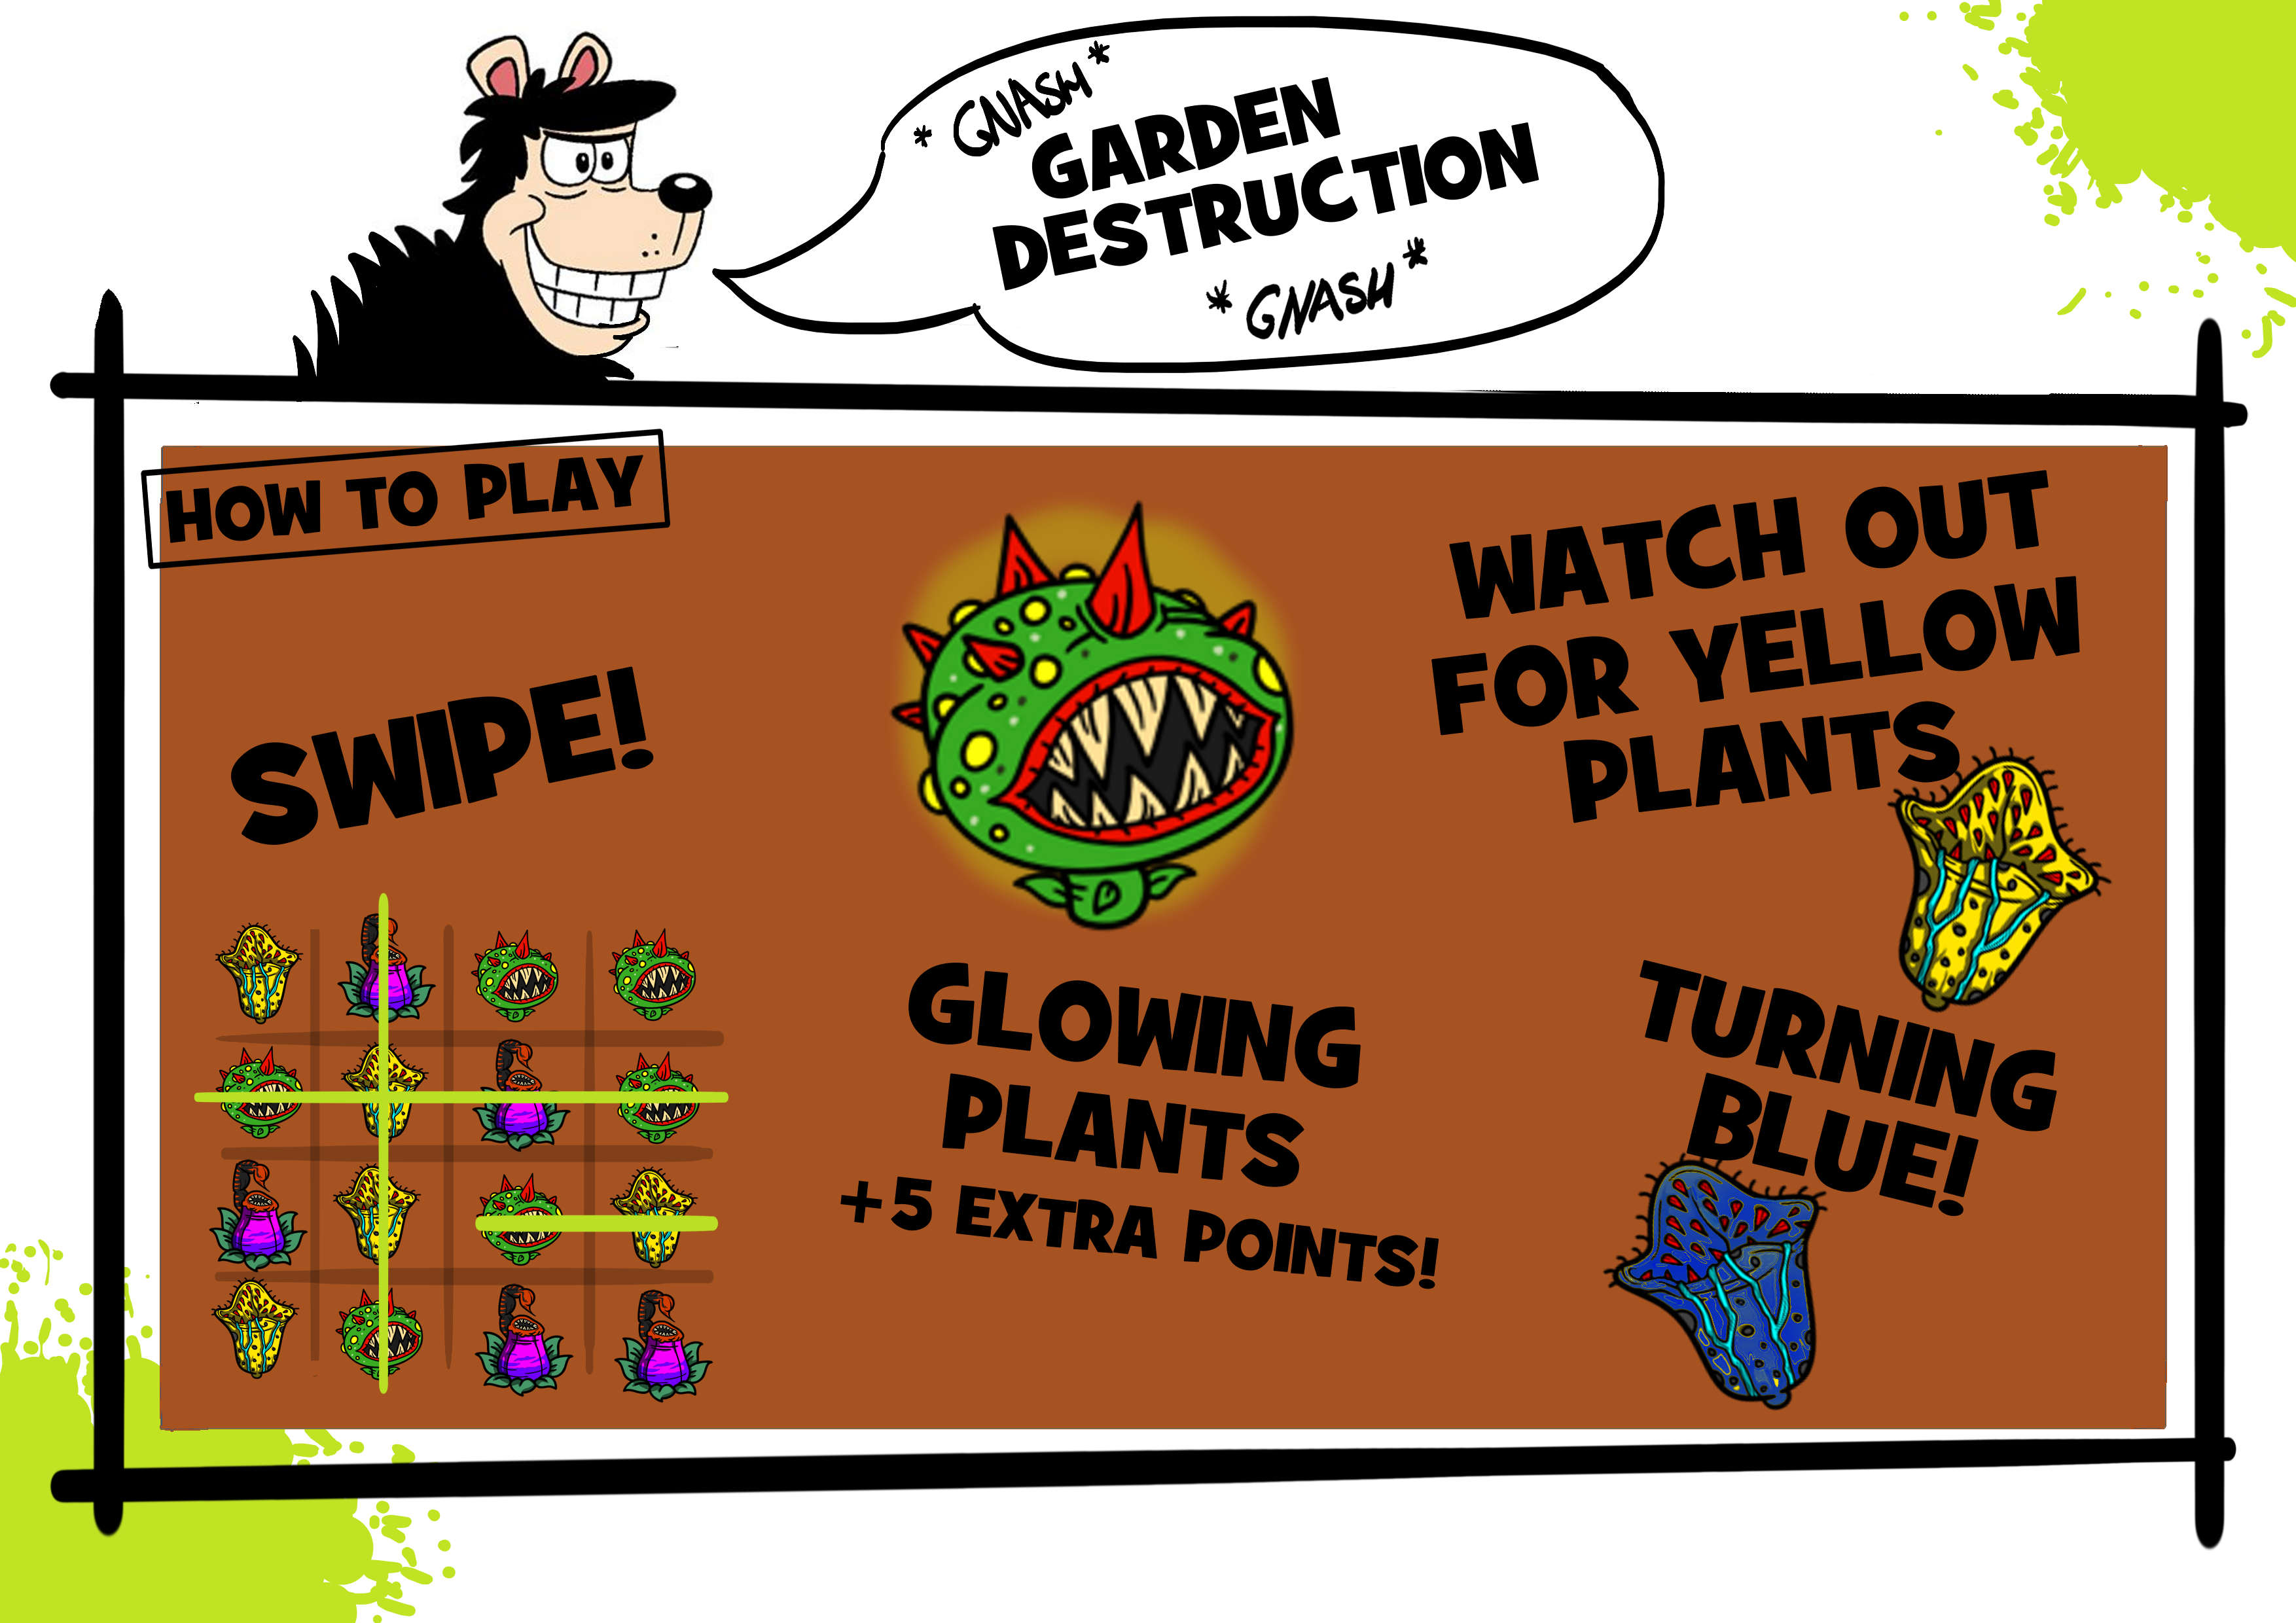 *GNASH*
GARDEN
DESTRUCTION
*GNASH*
HOW TO PLAY
SWIPE!
GLOWING
PLANTS
+5 EXTRA POINTS!
WATCH OUT
FOR YELLOW
PLANTS
TURNING
BLUE!